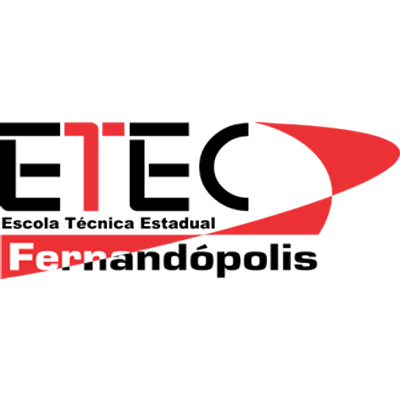 ETEC
Escola Técnica Estadual
Fernandópolis